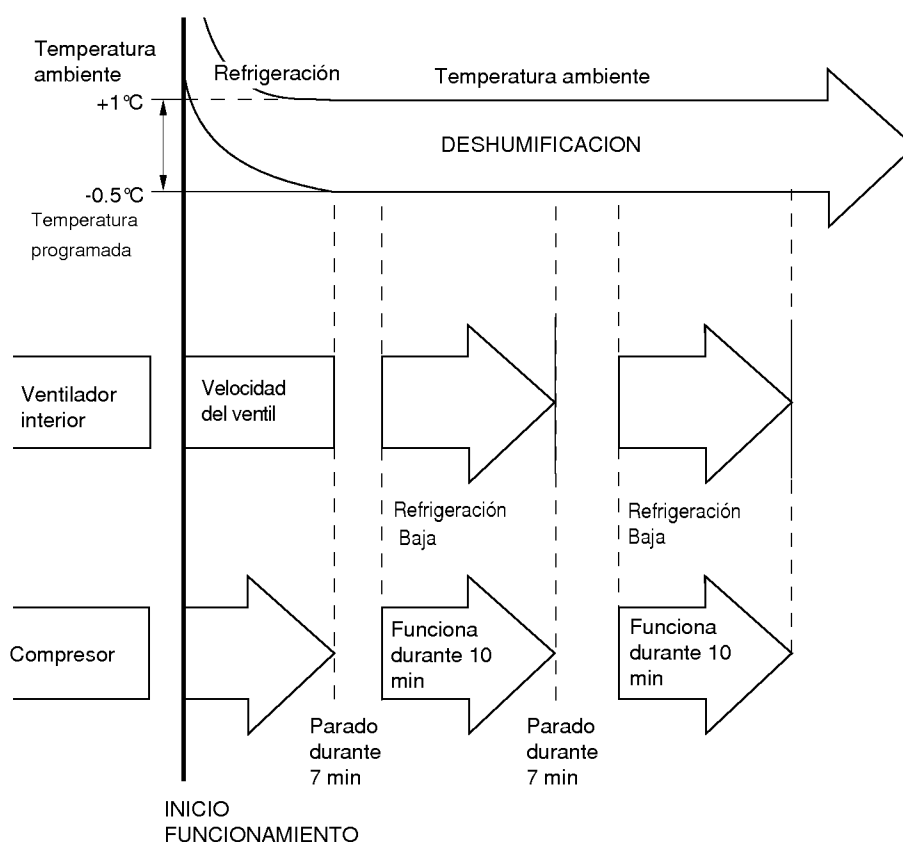 Temperatura
ambiente
Refrigeración
Temperatura ambiente
+1°C
DESHUMIFICACION
-0.5°C
Temperatura
programada
Ventilador
interior
Velocidad
del ventil
Refrigeración
Baja
Refrigeración
Baja
Compresor
Funciona
durante 10
min
Funciona
durante 10
min
Parado
durante
7 min
Parado
durante
7 min
INICIO
FUNCIONAMIENTO